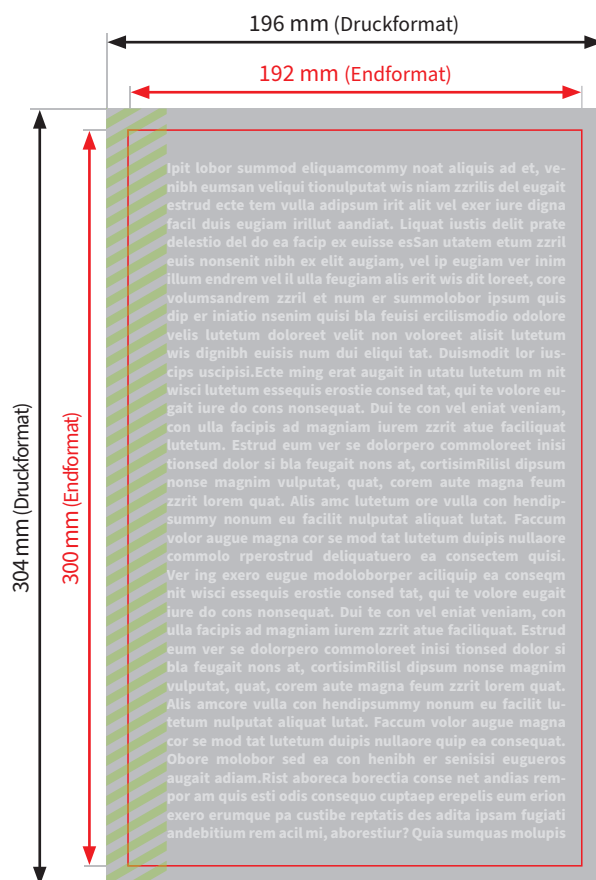 196 mm (Druckformat)
192 mm (Endformat)
304 mm (Druckformat)
300 mm (Endformat)
Ipit lobor summod eliquamcommy noat aliquis ad et, ve-
nibh eumsan veliqui tionulputat wis niam zzrilis del eugait
estrud ecte tem vulla adipsum irit alit vel exer iure digna
facil duis eugiam irillut aandiat. Liquat iustis delit prate
delestio del do ea facip ex euisse esSan utatem etum zzril
euis nonsenit nibh ex elit augiam, vel ip eugiam ver inim
illum endrem vel il ulla feugiam alis erit wis dit loreet, core
volumsandrem zzril et num er summolobor ipsum quis
dip er iniatio nsenim quisi bla feuisi ercilismodio odolore
velis lutetum doloreet velit non voloreet alisit lutetum
wis dignibh euisis num dui eliqui tat. Duismodit lor ius-
cips uscipisi.Ecte ming erat augait in utatu lutetum m nit
wisci lutetum essequis erostie consed tat, qui te volore eu-
gait iure do cons nonsequat. Dui te con vel eniat veniam,
con ulla facipis ad magniam iurem zzrit atue faciliquat
lutetum. Estrud eum ver se dolorpero commoloreet inisi
tionsed dolor si bla feugait nons at, cortisimRilisl dipsum
nonse magnim vulputat, quat, corem aute magna feum
zzrit lorem quat. Alis amc lutetum ore vulla con hendip-
summy nonum eu facilit nulputat aliquat lutat. Faccum
volor augue magna cor se mod tat lutetum duipis nullaore
commolo rperostrud deliquatuero ea consectem quisi.
Ver ing exero eugue modoloborper aciliquip ea conseqm
nit wisci essequis erostie consed tat, qui te volore eugait
iure do cons nonsequat. Dui te con vel eniat veniam, con
ulla facipis ad magniam iurem zzrit atue faciliquat. Estrud
eum ver se dolorpero commoloreet inisi tionsed dolor si
bla feugait nons at, cortisimRilisl dipsum nonse magnim
vulputat, quat, corem aute magna feum zzrit lorem quat.
Alis amcore vulla con hendipsummy nonum eu facilit lu-
tetum nulputat aliquat lutat. Faccum volor augue magna
cor se mod tat lutetum duipis nullaore quip ea consequat.
Obore molobor sed ea con henibh er senisisi eugueros
augait adiam.Rist aboreca borectia conse net andias rem-
por am quis esti odis consequo cuptaep erepelis eum erion
exero erumque pa custibe reptatis des adita ipsam fugiati
andebitium rem acil mi, aborestiur? Quia sumquas molupis